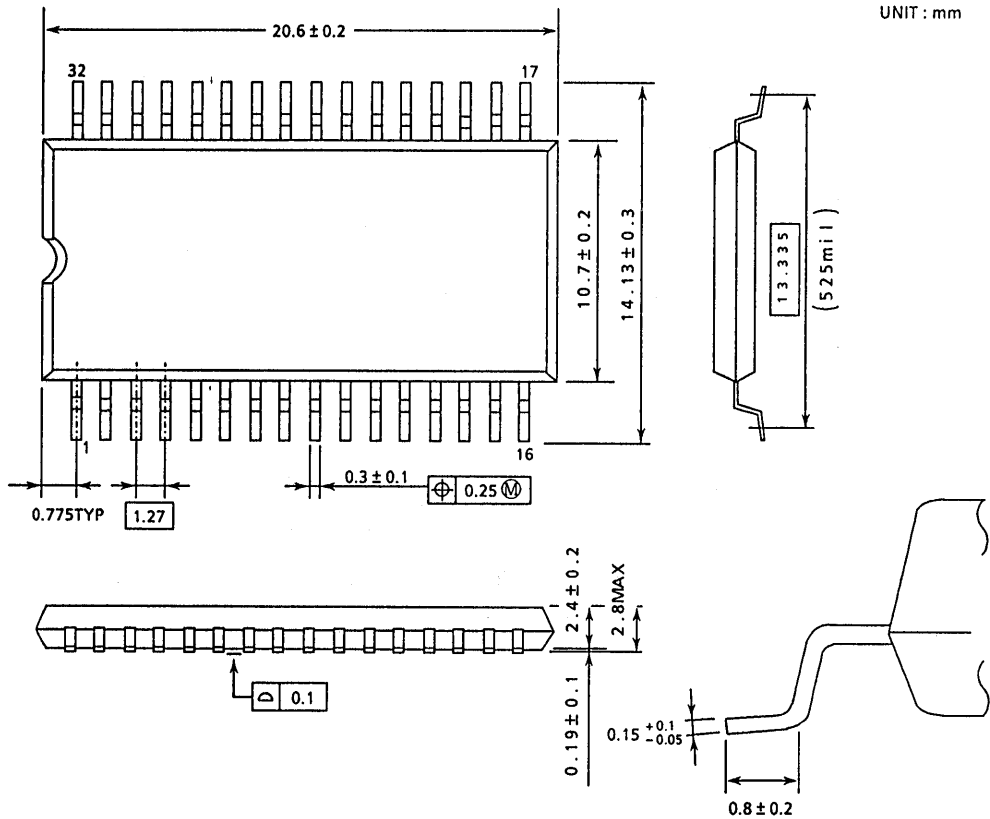 UNIT : mm
20.6 ± 0.2
32
17
10.7 ± 0.2
14.13 ± 0.3
13.335
(525mil)
1
16
0.775TYP
1.27
0.3 ± 0.1
⌖ 0.25 Ⓜ
2.4 ± 0.2
2.8MAX
0.19 ± 0.1
⌓ 0.1
0.15 +0.1 -0.05
0.8 ± 0.2